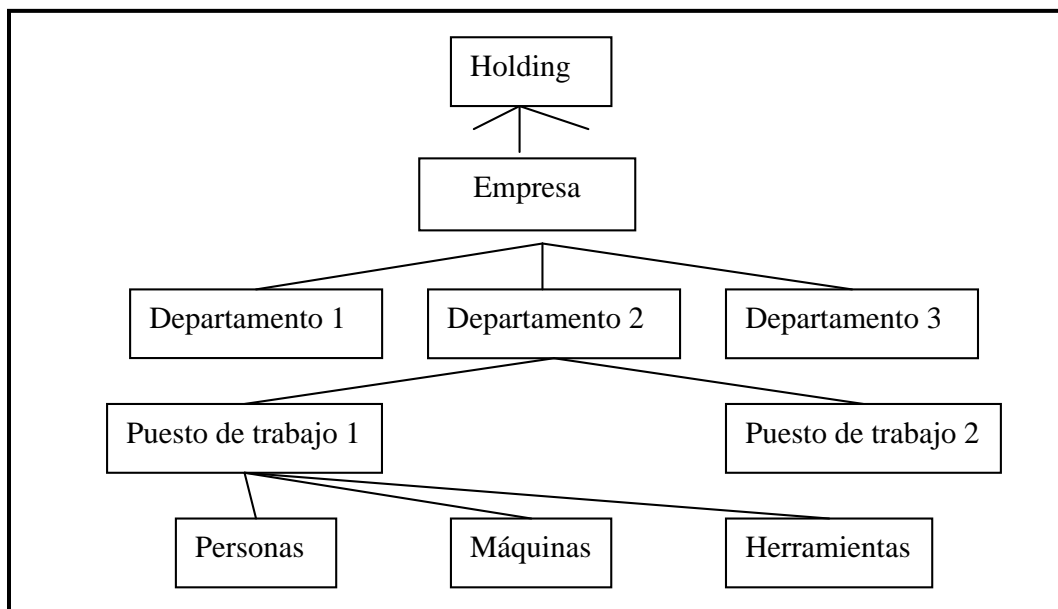 Holding
Empresa
Departamento 1
Departamento 2
Departamento 3
Puesto de trabajo 1
Puesto de trabajo 2
Personas
Máquinas
Herramientas